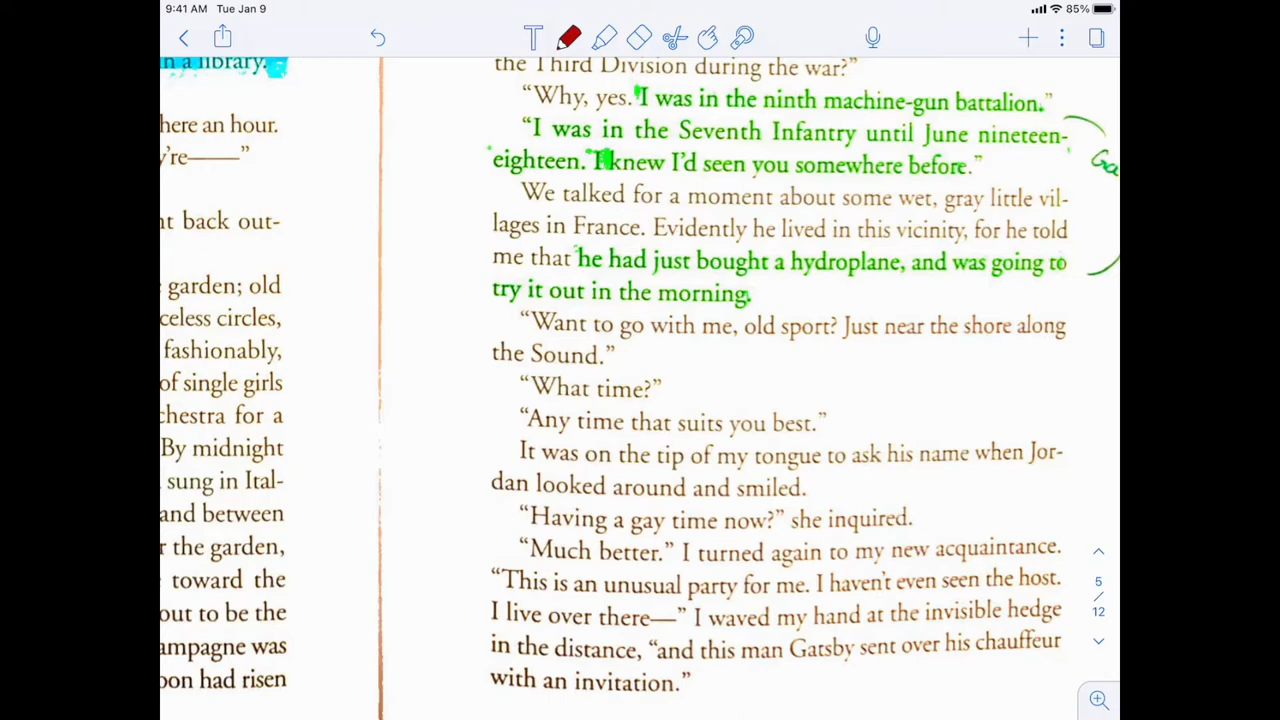 9:41 AM Tue Jan 9
85%
n a library.
here an hour.
y're——"
nt back out-
garden; old
celess circles,
fashionably,
of single girls
chestra for a
By midnight
sung in Ital-
and between
r the garden,
toward the
out to be the
ampagne was
oon had risen
the Third Division during the war?"
"Why, yes. I was in the ninth machine-gun battalion."
"I was in the Seventh Infantry until June nineteen-
eighteen. I knew I'd seen you somewhere before."
We talked for a moment about some wet, gray little vil-
lages in France. Evidently he lived in this vicinity, for he told
me that he had just bought a hydroplane, and was going to
try it out in the morning.
"Want to go with me, old sport? Just near the shore along
the Sound."
"What time?"
"Any time that suits you best."
It was on the tip of my tongue to ask his name when Jor-
dan looked around and smiled.
"Having a gay time now?" she inquired.
"Much better." I turned again to my new acquaintance.
"This is an unusual party for me. I haven't even seen the host.
I live over there—" I waved my hand at the invisible hedge
in the distance, "and this man Gatsby sent over his chauffeur
with an invitation."
Ga
5
/
12